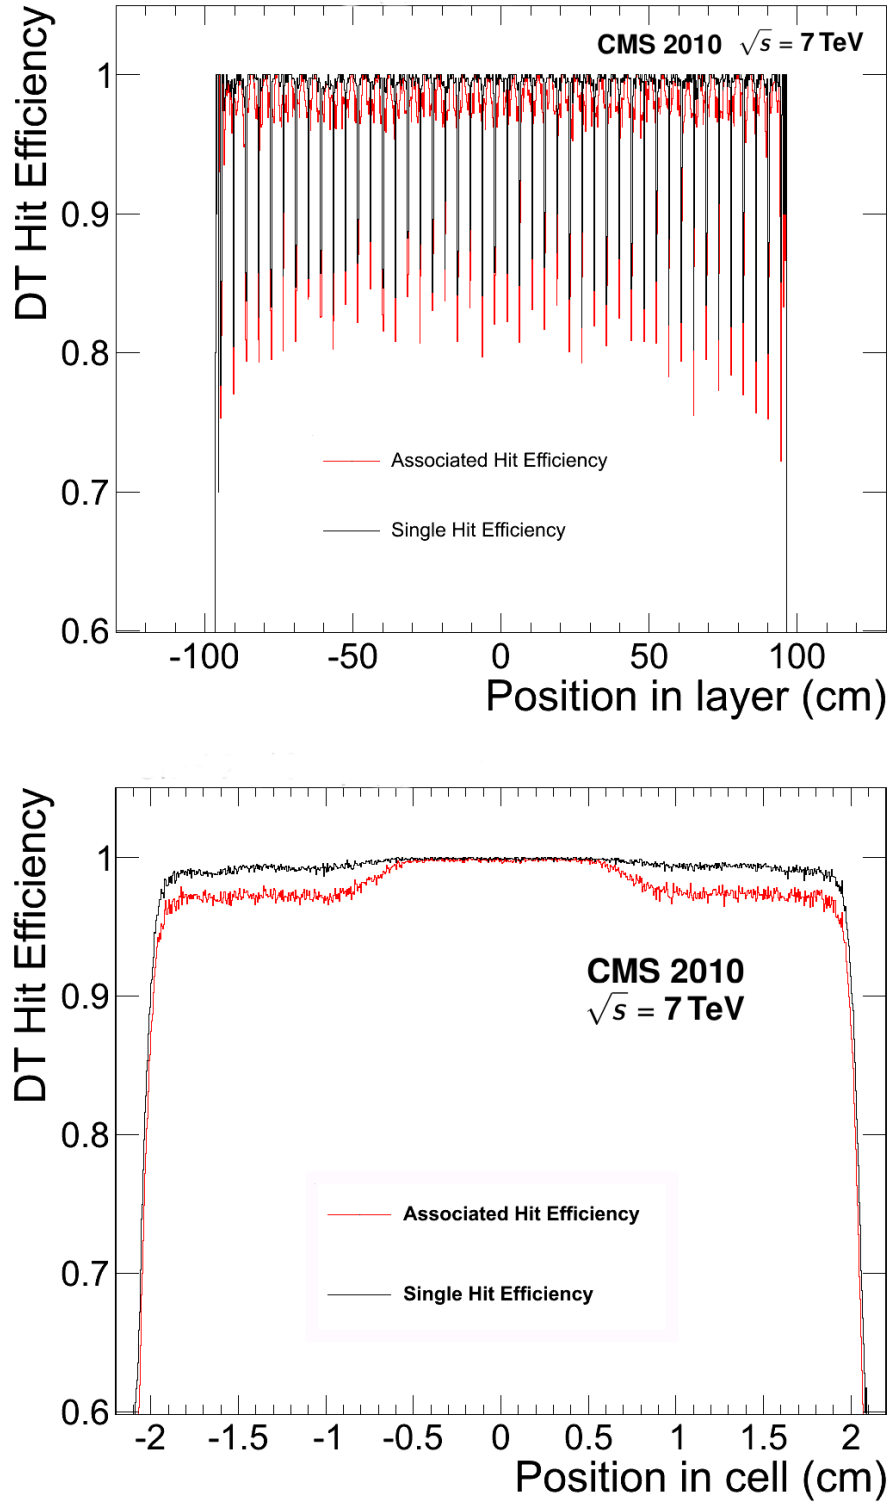 DT Hit Efficiency
CMS 2010 √s = 7 TeV
1
0.9
0.8
0.7
0.6
Associated Hit Efficiency
Single Hit Efficiency
-100 -50 0 50 100
Position in layer (cm)
DT Hit Efficiency
1
0.9
0.8
0.7
0.6
CMS 2010
√s = 7 TeV
Associated Hit Efficiency
Single Hit Efficiency
-2 -1.5 -1 -0.5 0 0.5 1 1.5 2
Position in cell (cm)